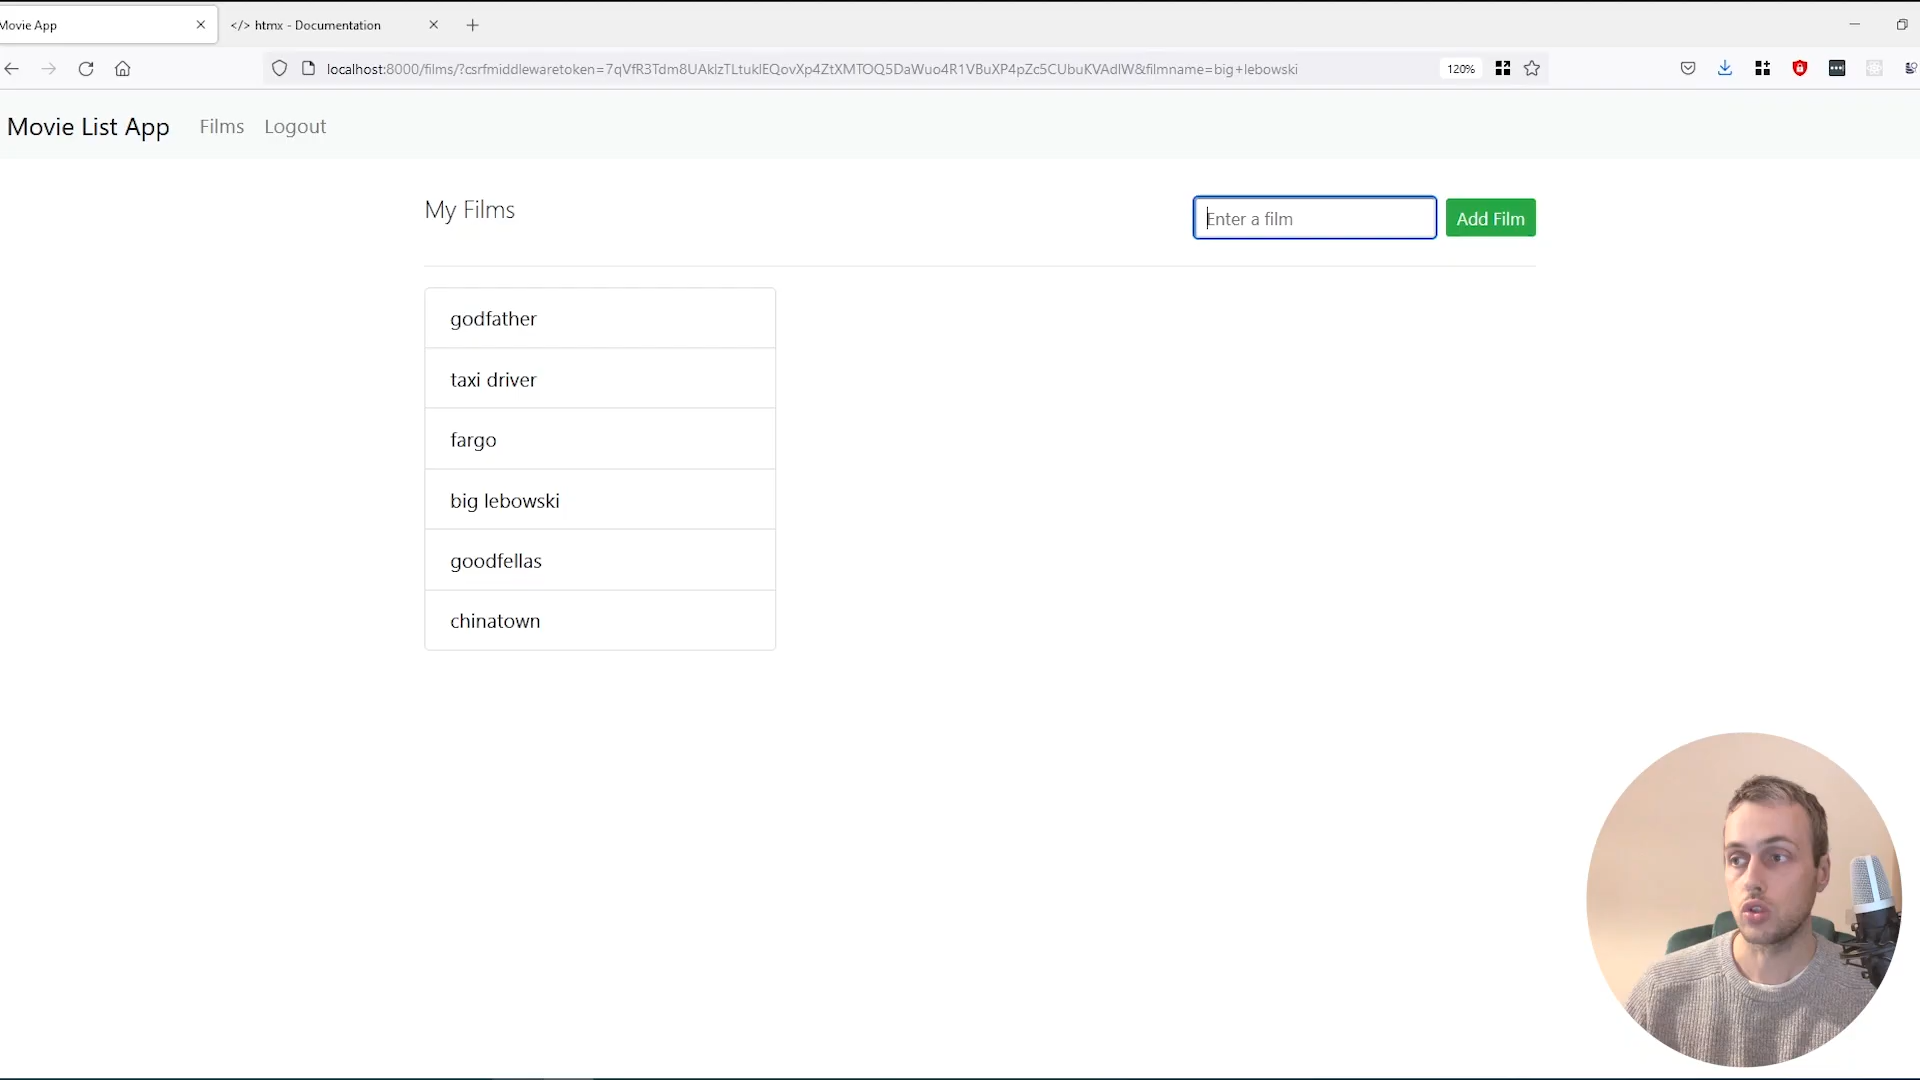 Movie App
</> htmx - Documentation
localhost:8000/films/?csrfmiddlewaretoken=7qVfR3Tdm8UAklzTLtuklEQovXp4ZtXMTOQ5DaWuo4R1VBuXP4pZc5CUbuKVAdlW&filmname=big+lebowski
120%
Movie List App
Films
Logout
My Films
Enter a film
Add Film
godfather
taxi driver
fargo
big lebowski
goodfellas
chinatown